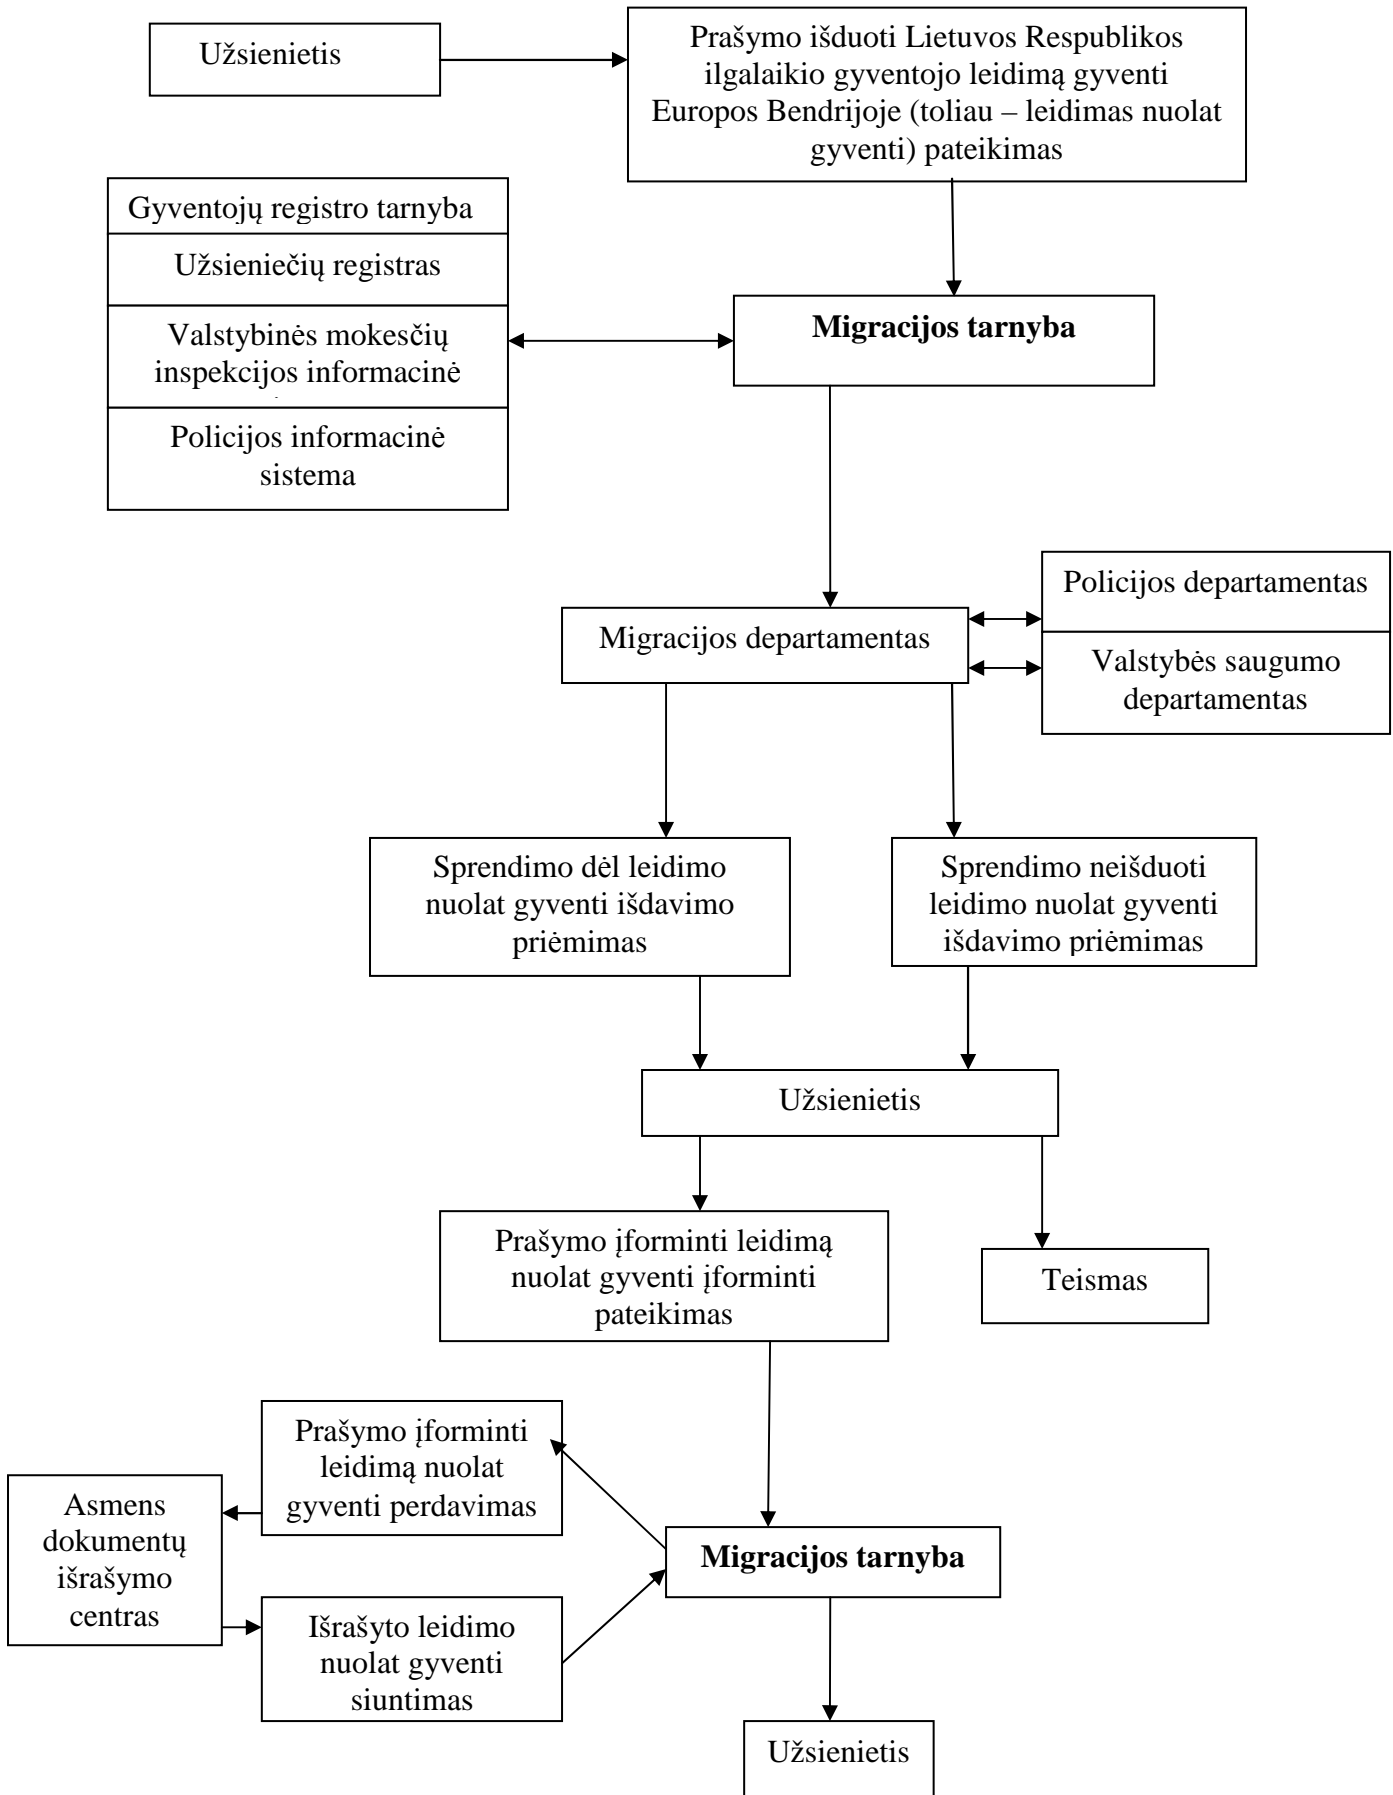 Užsienietis
Prašymo išduoti Lietuvos Respublikos
ilgalaikio gyventojo leidimą gyventi
Europos Bendrijoje (toliau – leidimas nuolat
gyventi) pateikimas
Gyventojų registro tarnyba
Užsieniečių registras
Valstybinės mokesčių
inspekcijos informacinė
Policijos informacinė
sistema
Migracijos tarnyba
Migracijos departamentas
Policijos departamentas
Valstybės saugumo
departamentas
Sprendimo dėl leidimo
nuolat gyventi išdavimo
priėmimas
Sprendimo neišduoti
leidimo nuolat gyventi
išdavimo priėmimas
Užsienietis
Prašymo įforminti leidimą
nuolat gyventi įforminti
pateikimas
Teismas
Prašymo įforminti
leidimą nuolat
gyventi perdavimas
Asmens
dokumentų
išrašymo
centras
Migracijos tarnyba
Išrašyto leidimo
nuolat gyventi
siuntimas
Užsienietis